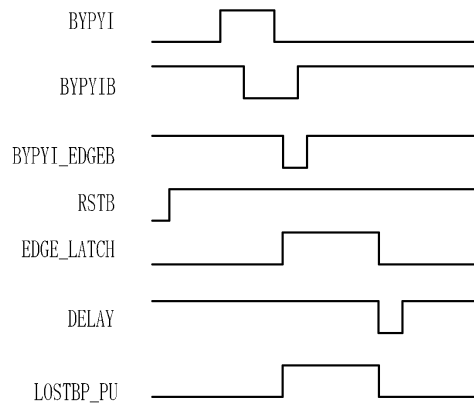 BYPYI
BYPYIB
BYPYI_EDGEB
RSTB
EDGE_LATCH
DELAY
LOSTBP_PU